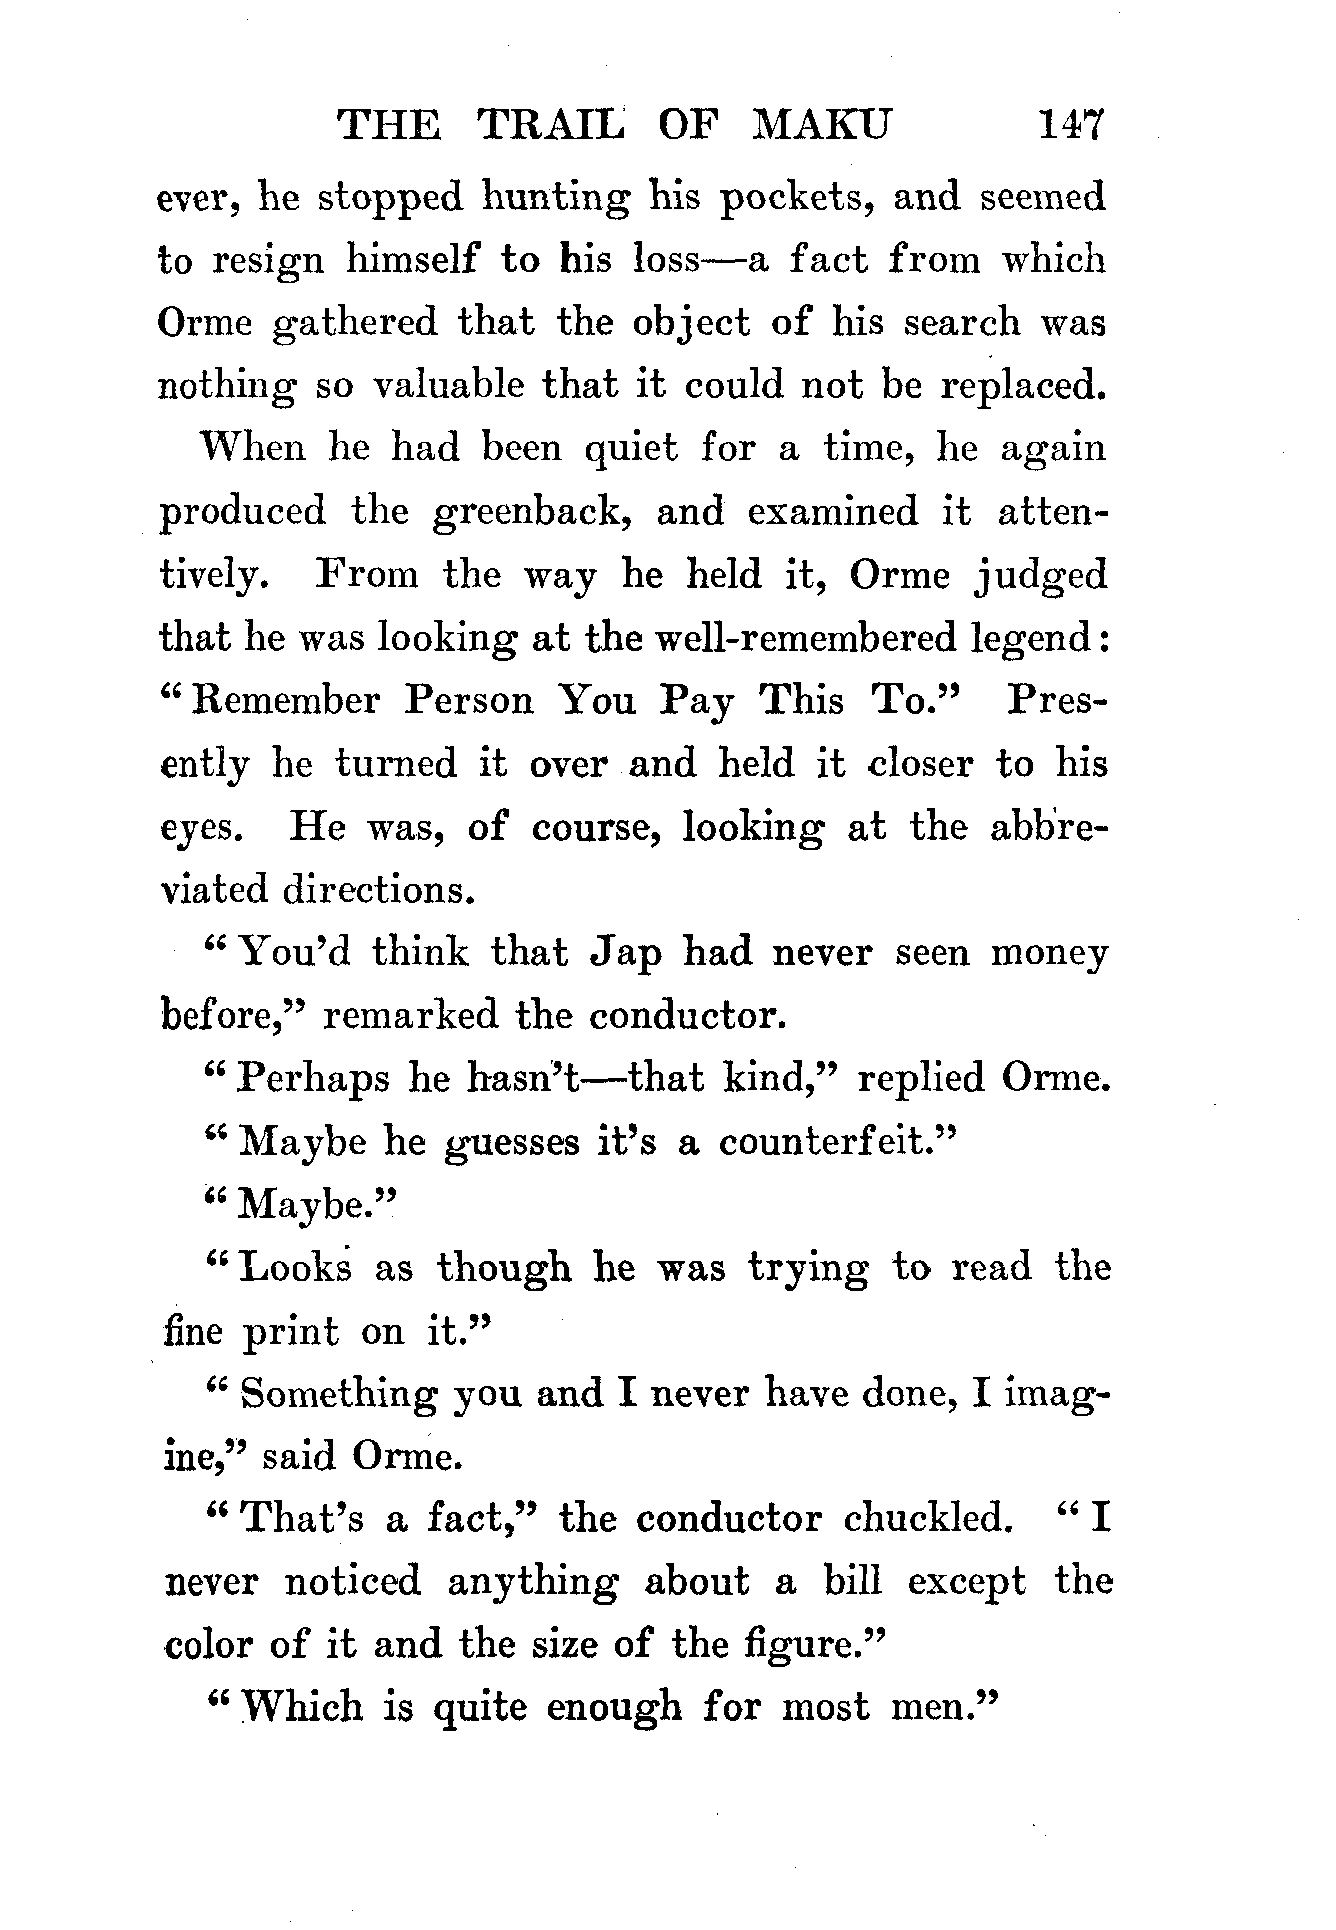 THE TRAIL OF MAKU 147
ever, he stopped hunting his pockets, and seemed
to resign himself to his loss—a fact from which
Orme gathered that the object of his search was
nothing so valuable that it could not be replaced.
When he had been quiet for a time, he again
produced the greenback, and examined it atten-
tively. From the way he held it, Orme judged
that he was looking at the well-remembered legend:
“Remember Person You Pay This To.” Pres-
ently he turned it over and held it closer to his
eyes. He was, of course, looking at the abbre-
viated directions.
“You’d think that Jap had never seen money
before,” remarked the conductor.
“Perhaps he hasn’t—that kind,” replied Orme.
“Maybe he guesses it’s a counterfeit.”
“Maybe.”
“Looks as though he was trying to read the
fine print on it.”
“Something you and I never have done, I imag-
ine,” said Orme.
“That’s a fact,” the conductor chuckled. “I
never noticed anything about a bill except the
color of it and the size of the figure.”
“Which is quite enough for most men.”